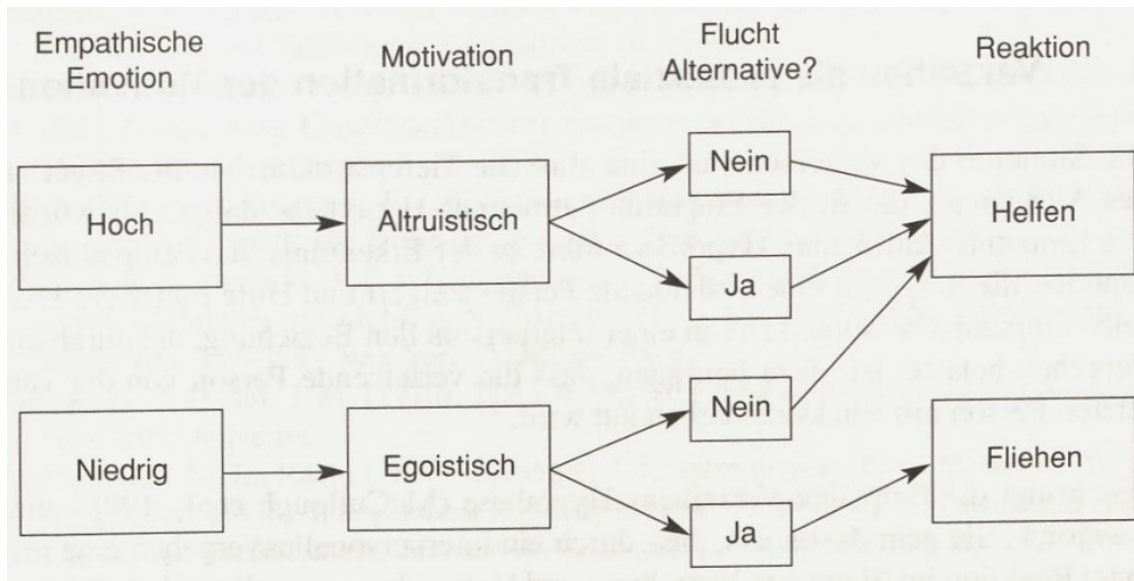 Empathische
Emotion
Motivation
Flucht
Alternative?
Reaktion
Hoch
Altruistisch
Nein
Ja
Helfen
Niedrig
Egoistisch
Nein
Ja
Fliehen